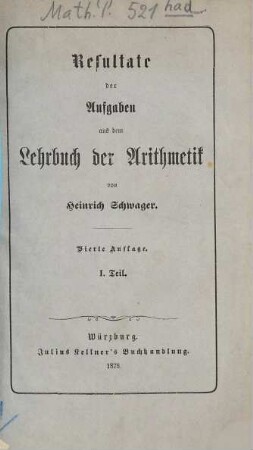 Math. P. 521 had
Resultate
der
Aufgaben
aus dem
Lehrbuch der Arithmetik
von
Heinrich Schwager.
Vierte Auflage.
I. Teil.
Würzburg.
Julius Kellner's Buchhandlung.
1879.